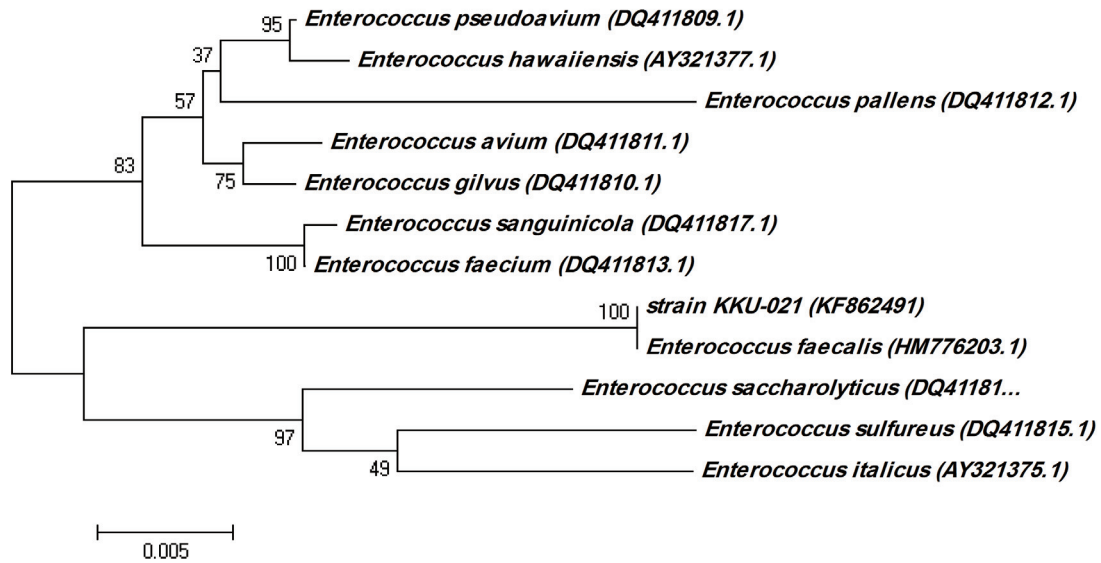 95
Enterococcus pseudoavium (DQ411809.1)
37
Enterococcus hawaiiensis (AY321377.1)
57
Enterococcus pallens (DQ411812.1)
Enterococcus avium (DQ411811.1)
83
75
Enterococcus gilvus (DQ411810.1)
Enterococcus sanguinicola (DQ411817.1)
100
Enterococcus faecium (DQ411813.1)
100
strain KKU-021 (KF862491)
Enterococcus faecalis (HM776203.1)
Enterococcus saccharolyticus (DQ41181...
97
Enterococcus sulfureus (DQ411815.1)
49
Enterococcus italicus (AY321375.1)
0.005